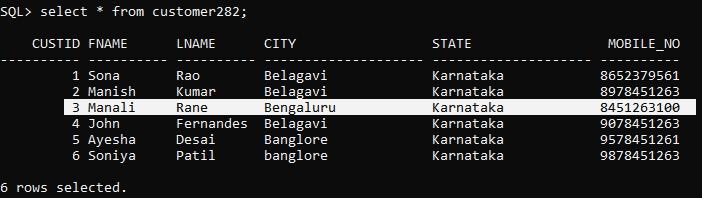 SQL> select * from customer282;
CUSTID FNAME LNAME CITY STATE MOBILE_NO
---------- ---------- ---------- -------------------- -------------------- ----------
1 Sona Rao Belagavi Karnataka 8652379561
2 Manish Kumar Belagavi Karnataka 8978451263
3 Manali Rane Bengaluru Karnataka 8451263100
4 John Fernandes Belagavi Karnataka 9078451263
5 Ayesha Desai Banglore Karnataka 9578451261
6 Soniya Patil banglore Karnataka 9878451263
6 rows selected.